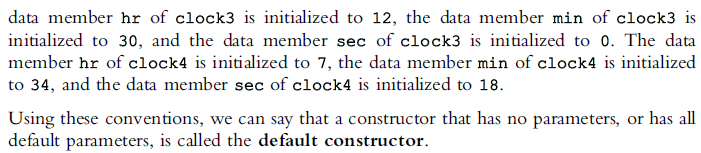 data member hr of clock3 is initialized to 12, the data member min of clock3 is
initialized to 30, and the data member sec of clock3 is initialized to 0. The data
member hr of clock4 is initialized to 7, the data member min of clock4 is initialized
to 34, and the data member sec of clock4 is initialized to 18.
Using these conventions, we can say that a constructor that has no parameters, or has all
default parameters, is called the default constructor.